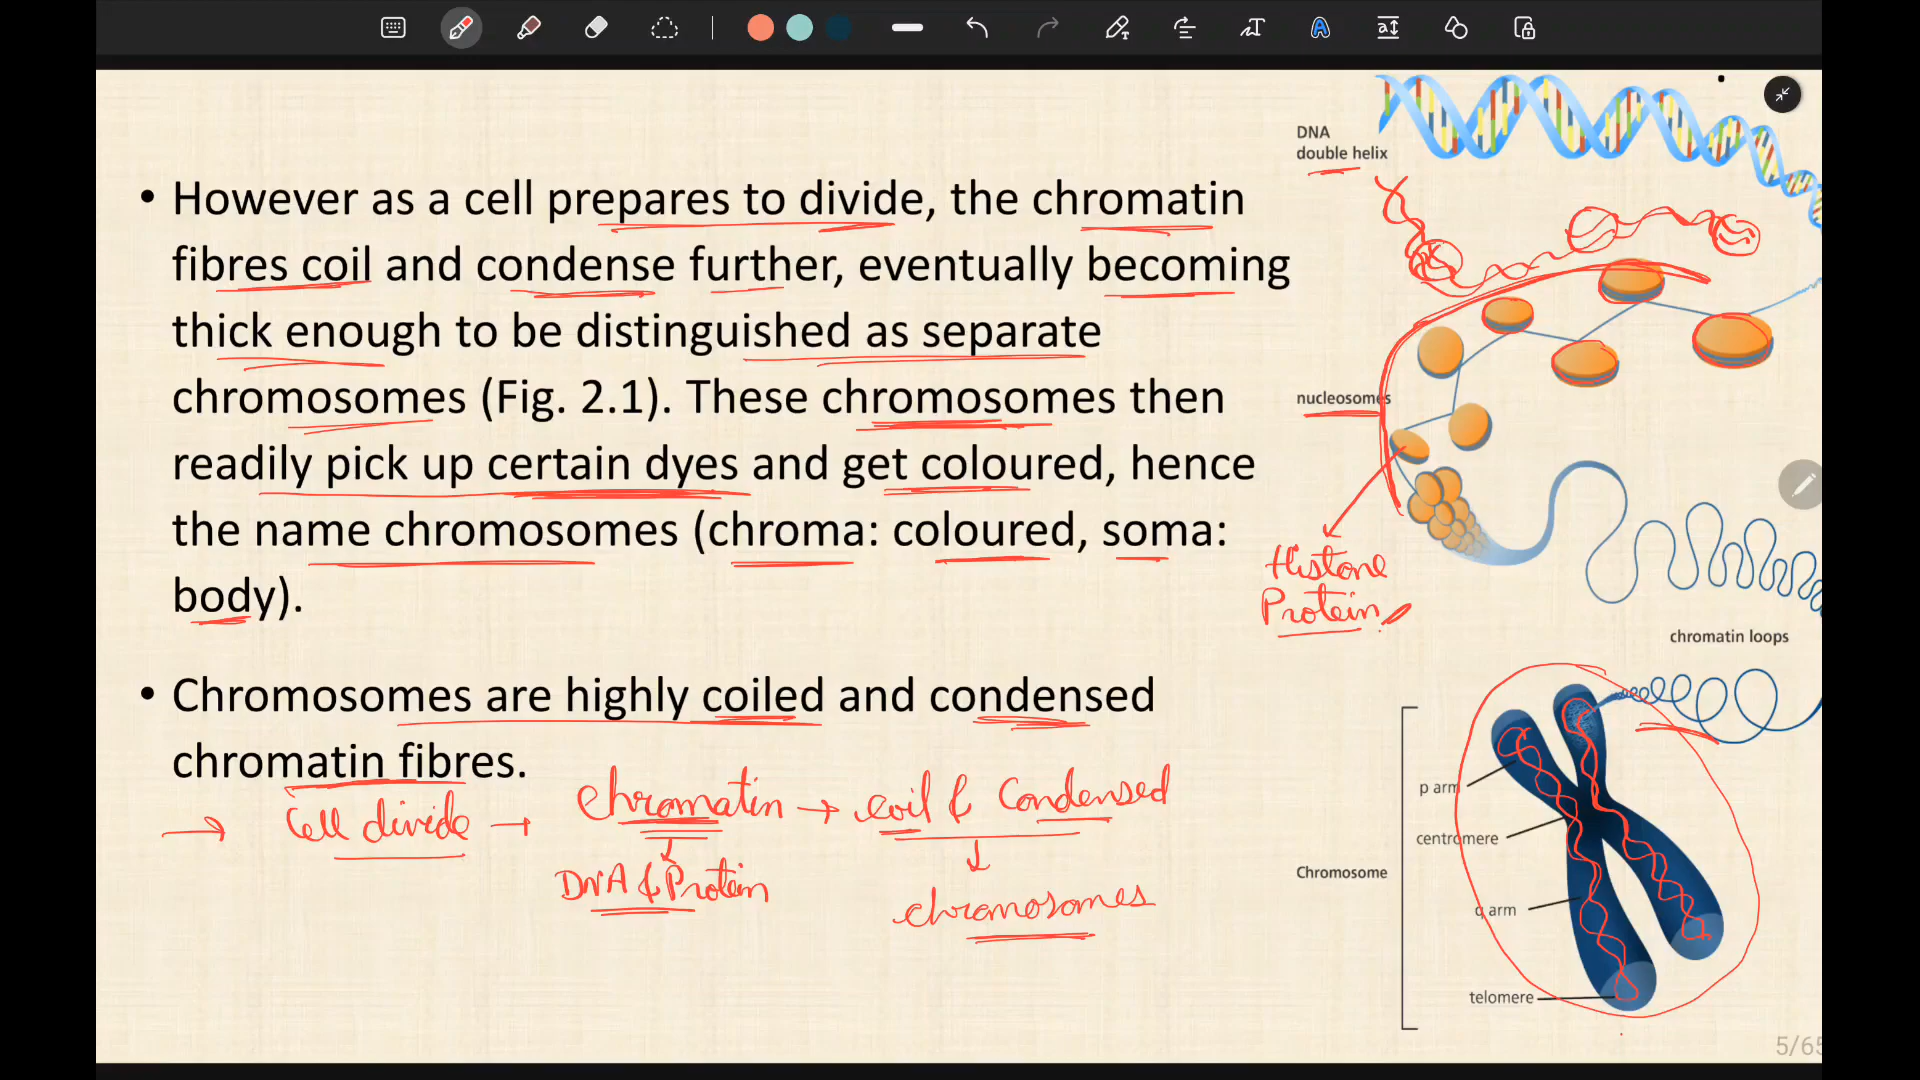 • However as a cell prepares to divide, the chromatin
fibres coil and condense further, eventually becoming
thick enough to be distinguished as separate
chromosomes (Fig. 2.1). These chromosomes then
readily pick up certain dyes and get coloured, hence
the name chromosomes (chroma: coloured, soma:
body).
• Chromosomes are highly coiled and condensed
chromatin fibres.
→ Cell divide → chromatin → coil & Condensed
↓ ↓
DNA & Protein
chromosomes
DNA
double helix
nucleosomes
Histone
Protein
chromatin loops
p arm
centromere
Chromosome
q arm
telomere
5/65